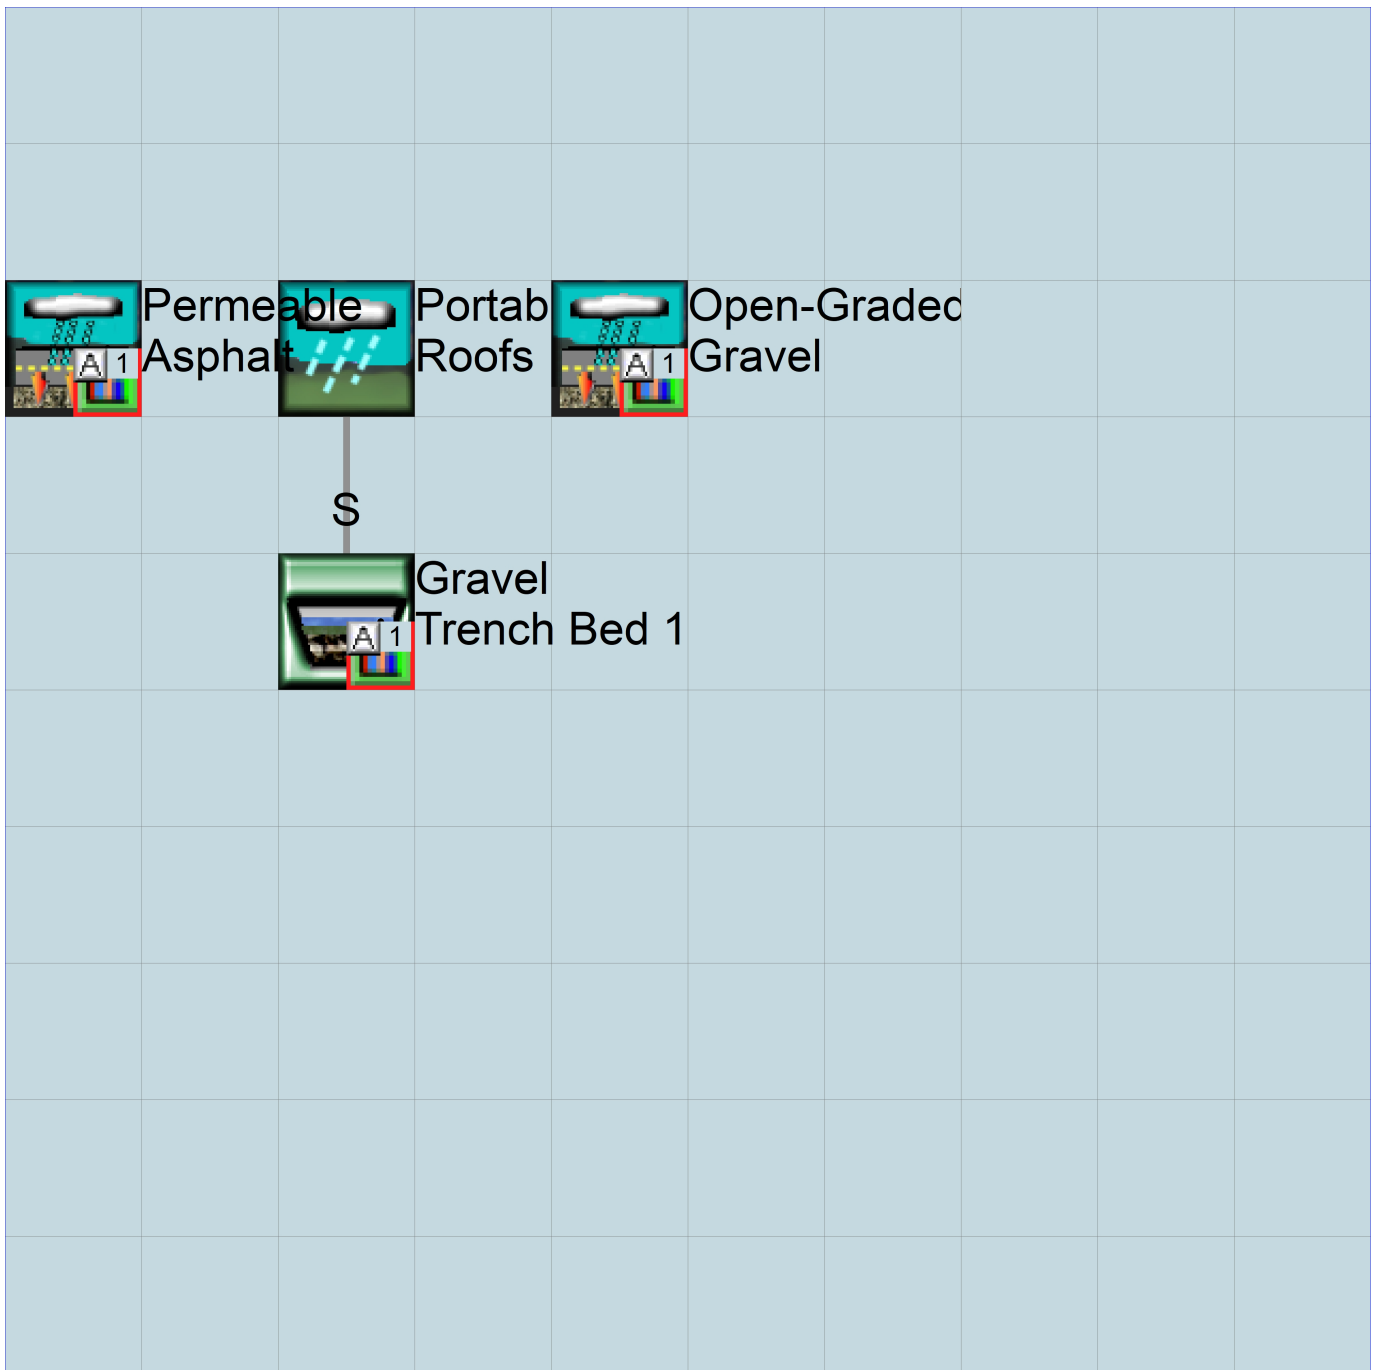 Permeable
Asphalt
A 1
Portab
Roofs
Open-Graded
Gravel
A 1
S
Gravel
Trench Bed 1
A 1